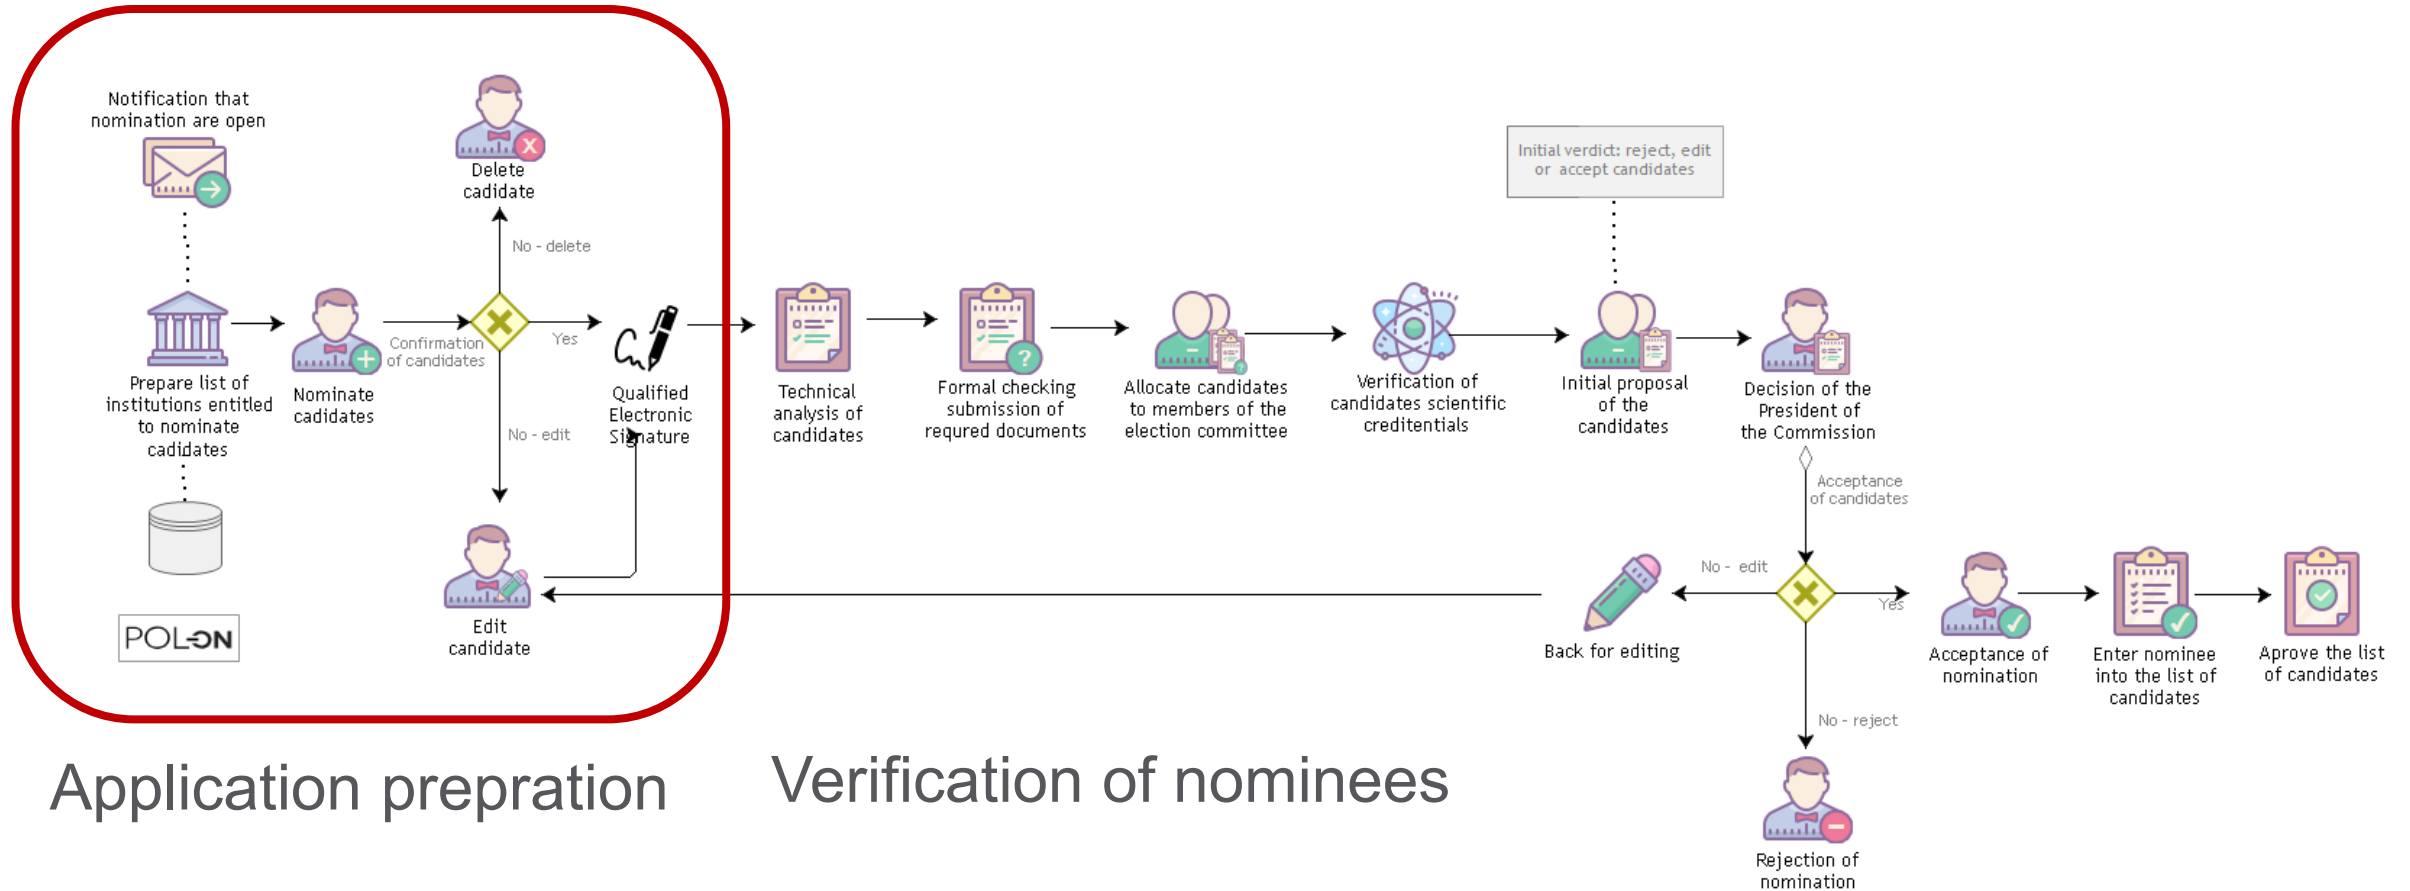 Notification that
nomination are open
Delete
cadidate
No - delete
Prepare list of
institutions entitled
to nominate
cadidates
Nominate
cadidates
Confirmation
of candidates
Yes
Qualified
Electronic
Signature
No - edit
Edit
candidate
POL-ON
Application prepration
Technical
analysis of
candidates
Formal checking
submission of
requred documents
?
Allocate candidates
to members of the
election committee
Verification of
candidates scientific
creditentials
Initial verdict: reject, edit
or accept candidates
Initial proposal
of the
candidates
Decision of the
President of
the Commission
Acceptance
of candidates
No - edit
Back for editing
Yes
Acceptance of
nomination
Enter nominee
into the list of
candidates
Aprove the list
of candidates
No - reject
Rejection of
nomination
Verification of nominees